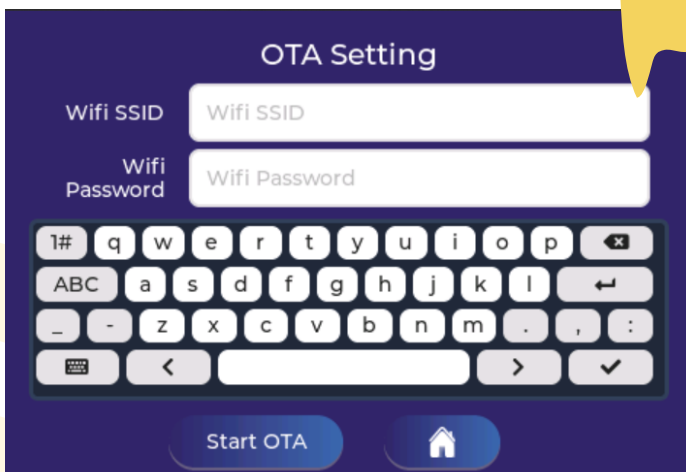 OTA Setting
Wifi SSID
Wifi SSID
Wifi
Password
Wifi Password
1# q w e r t y u i o p
ABC a s d f g h j k l
_ - z x c v b n m . , :
Start OTA